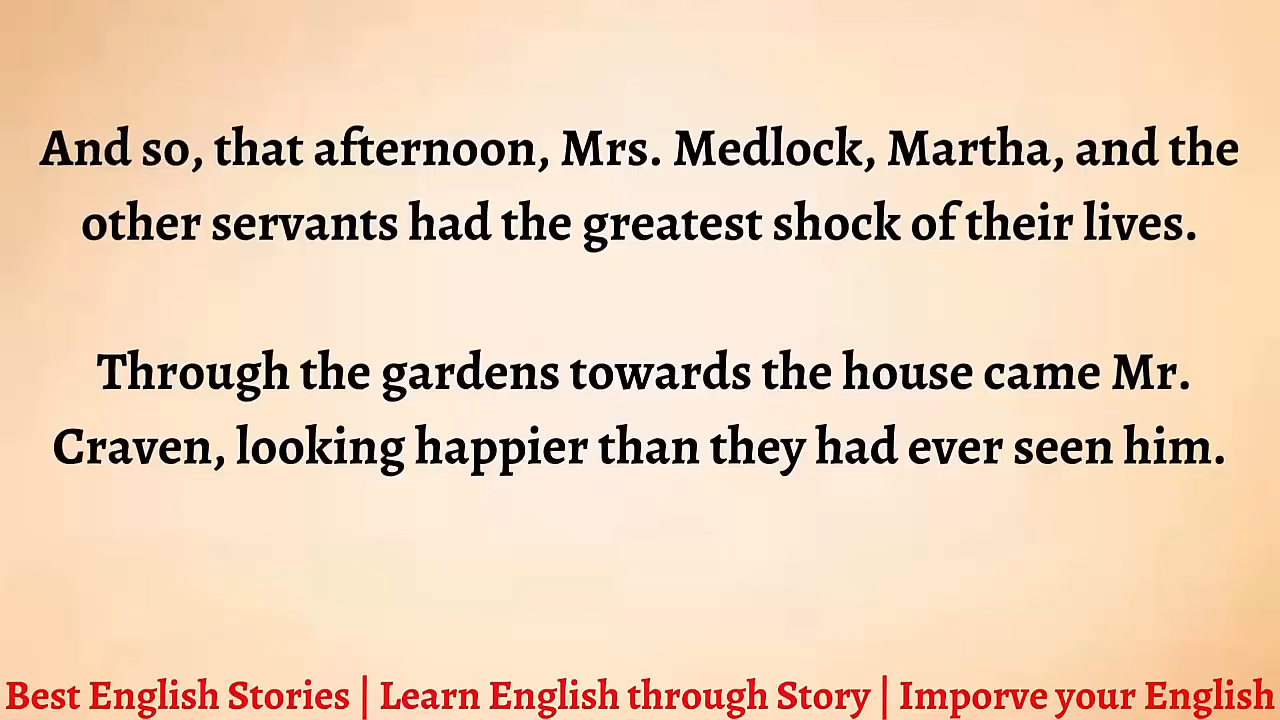 And so, that afternoon, Mrs. Medlock, Martha, and the
other servants had the greatest shock of their lives.
Through the gardens towards the house came Mr.
Craven, looking happier than they had ever seen him.
Best English Stories | Learn English through Story | Imporve your English